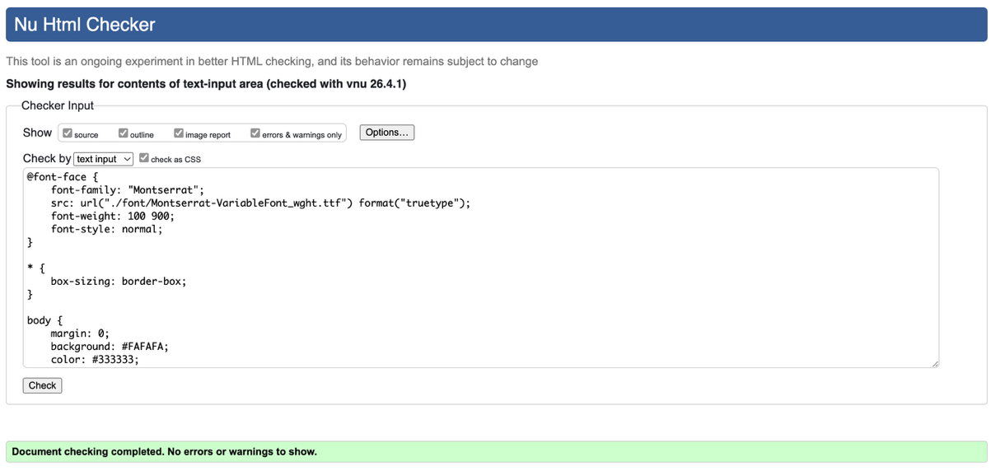 Nu Html Checker
This tool is an ongoing experiment in better HTML checking, and its behavior remains subject to change
Showing results for contents of text-input area (checked with vnu 26.4.1)
Checker Input
Show source outline image report errors & warnings only Options...
Check by text input check as CSS
@font-face {
    font-family: "Montserrat";
    src: url("./font/Montserrat-VariableFont_wght.ttf") format("truetype");
    font-weight: 100 900;
    font-style: normal;
}

* {
    box-sizing: border-box;
}

body {
    margin: 0;
    background: #FAFAFA;
    color: #333333;
Check
Document checking completed. No errors or warnings to show.